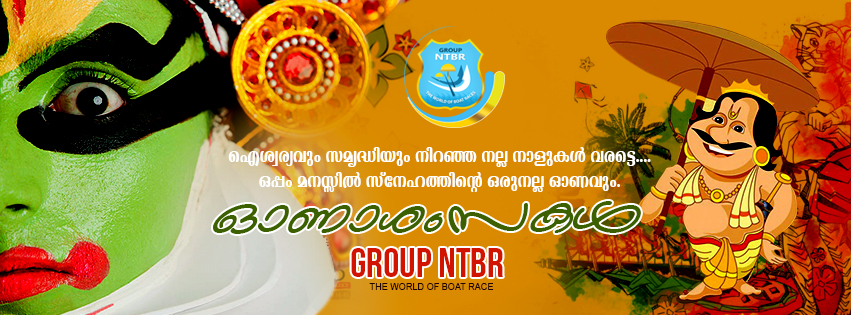 GROUP
NTBR
THE WORLD OF BOAT RACES
ഐശ്വര്യവും സമൃദ്ധിയും നിറഞ്ഞ നല്ല നാളുകൾ വരട്ടെ....
ഒപ്പം മനസ്സിൽ സ്നേഹത്തിന്റെ ഒരുനല്ല ഓണവും.
ഓണാശംസകൾ
GROUP NTBR
THE WORLD OF BOAT RACE